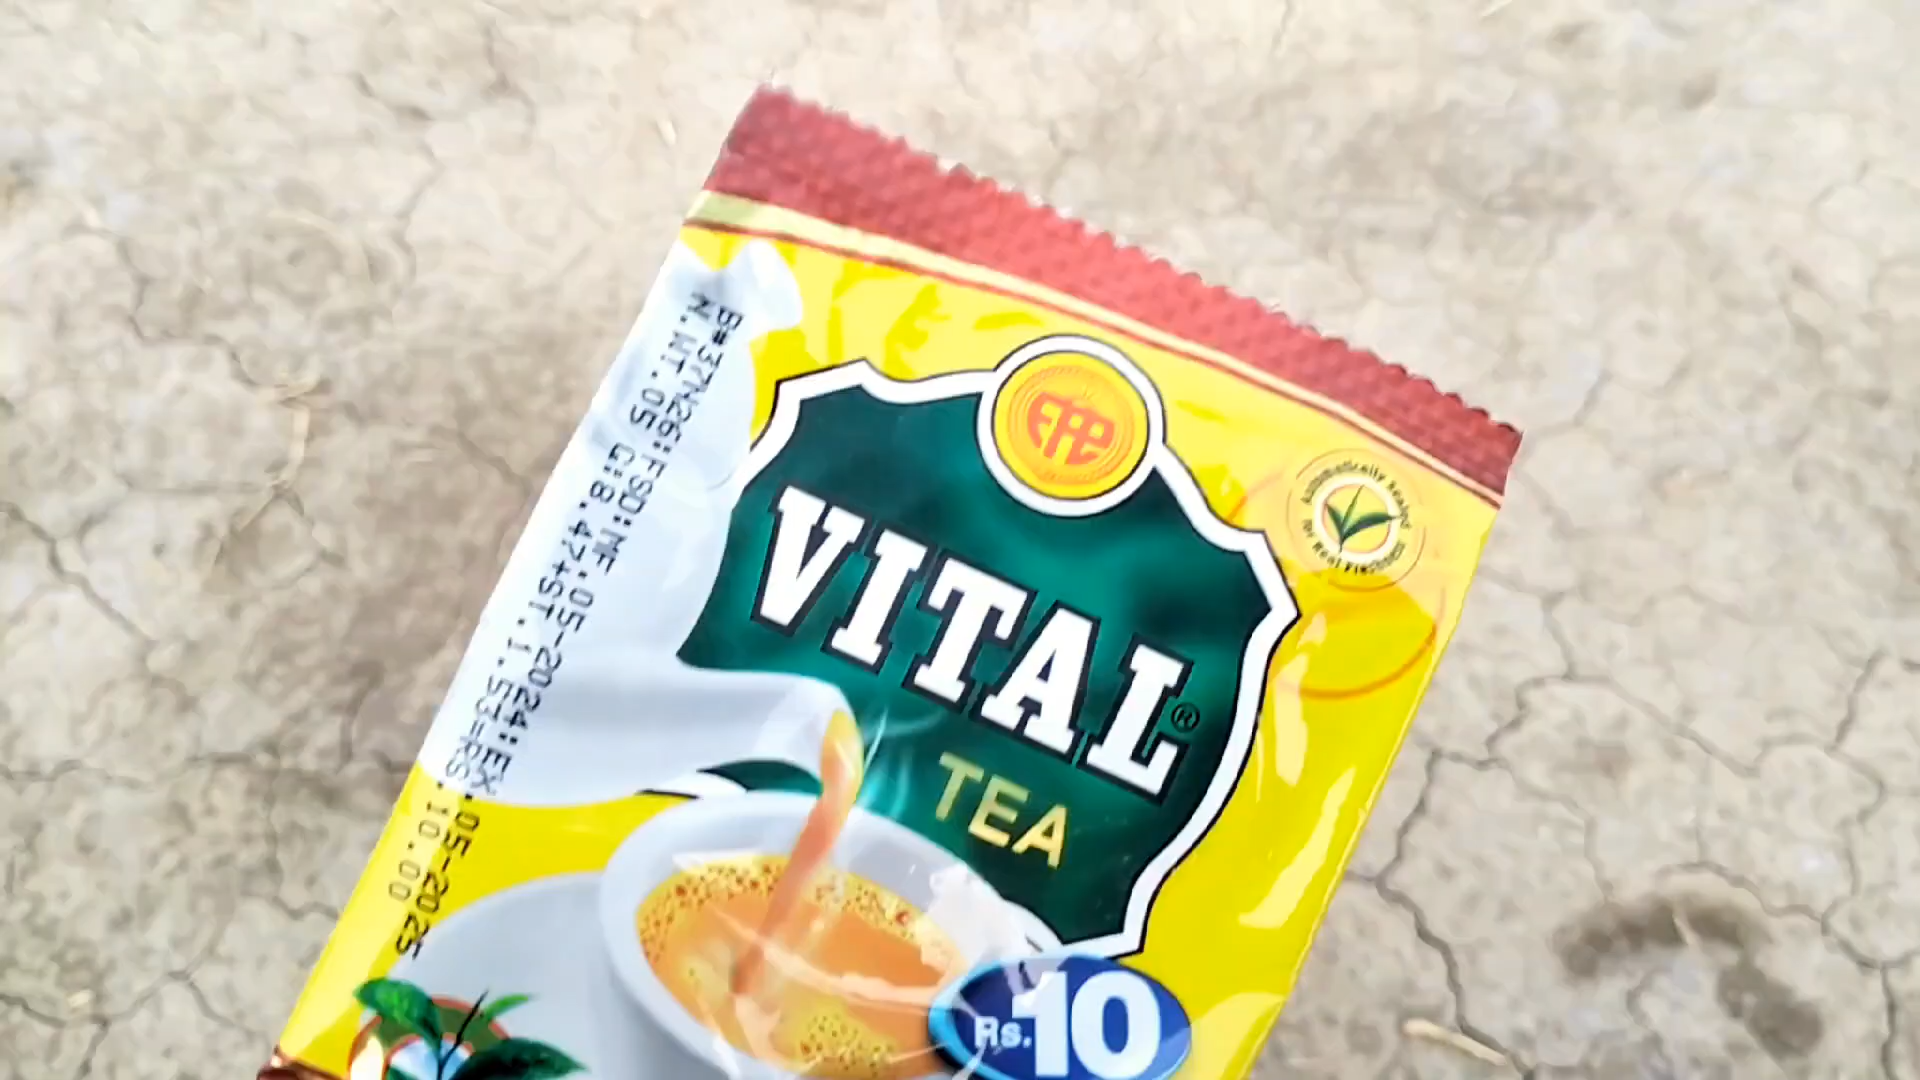 B#37N26:FSD:MF.05-2024:EX.05-2025
N.WT.05 G:8.47+ST.1.53=RS.10.00
VITAL®
TEA
Rs.10